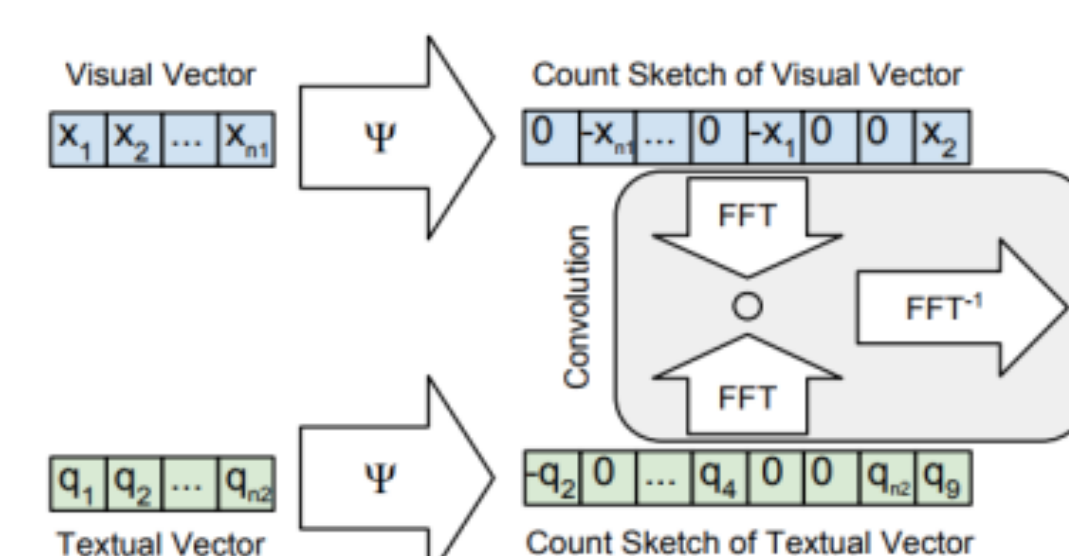 Visual Vector
Count Sketch of Visual Vector
x₁ x₂ ... xₙ₁
Ψ
0 -xₙ₁ ... 0 -x₁ 0 0 x₂
FFT
Convolution
FFT⁻¹
FFT
q₁ q₂ ... qₙ₂
Ψ
-q₂ 0 ... q₄ 0 0 qₙ₂ q₉
Textual Vector
Count Sketch of Textual Vector